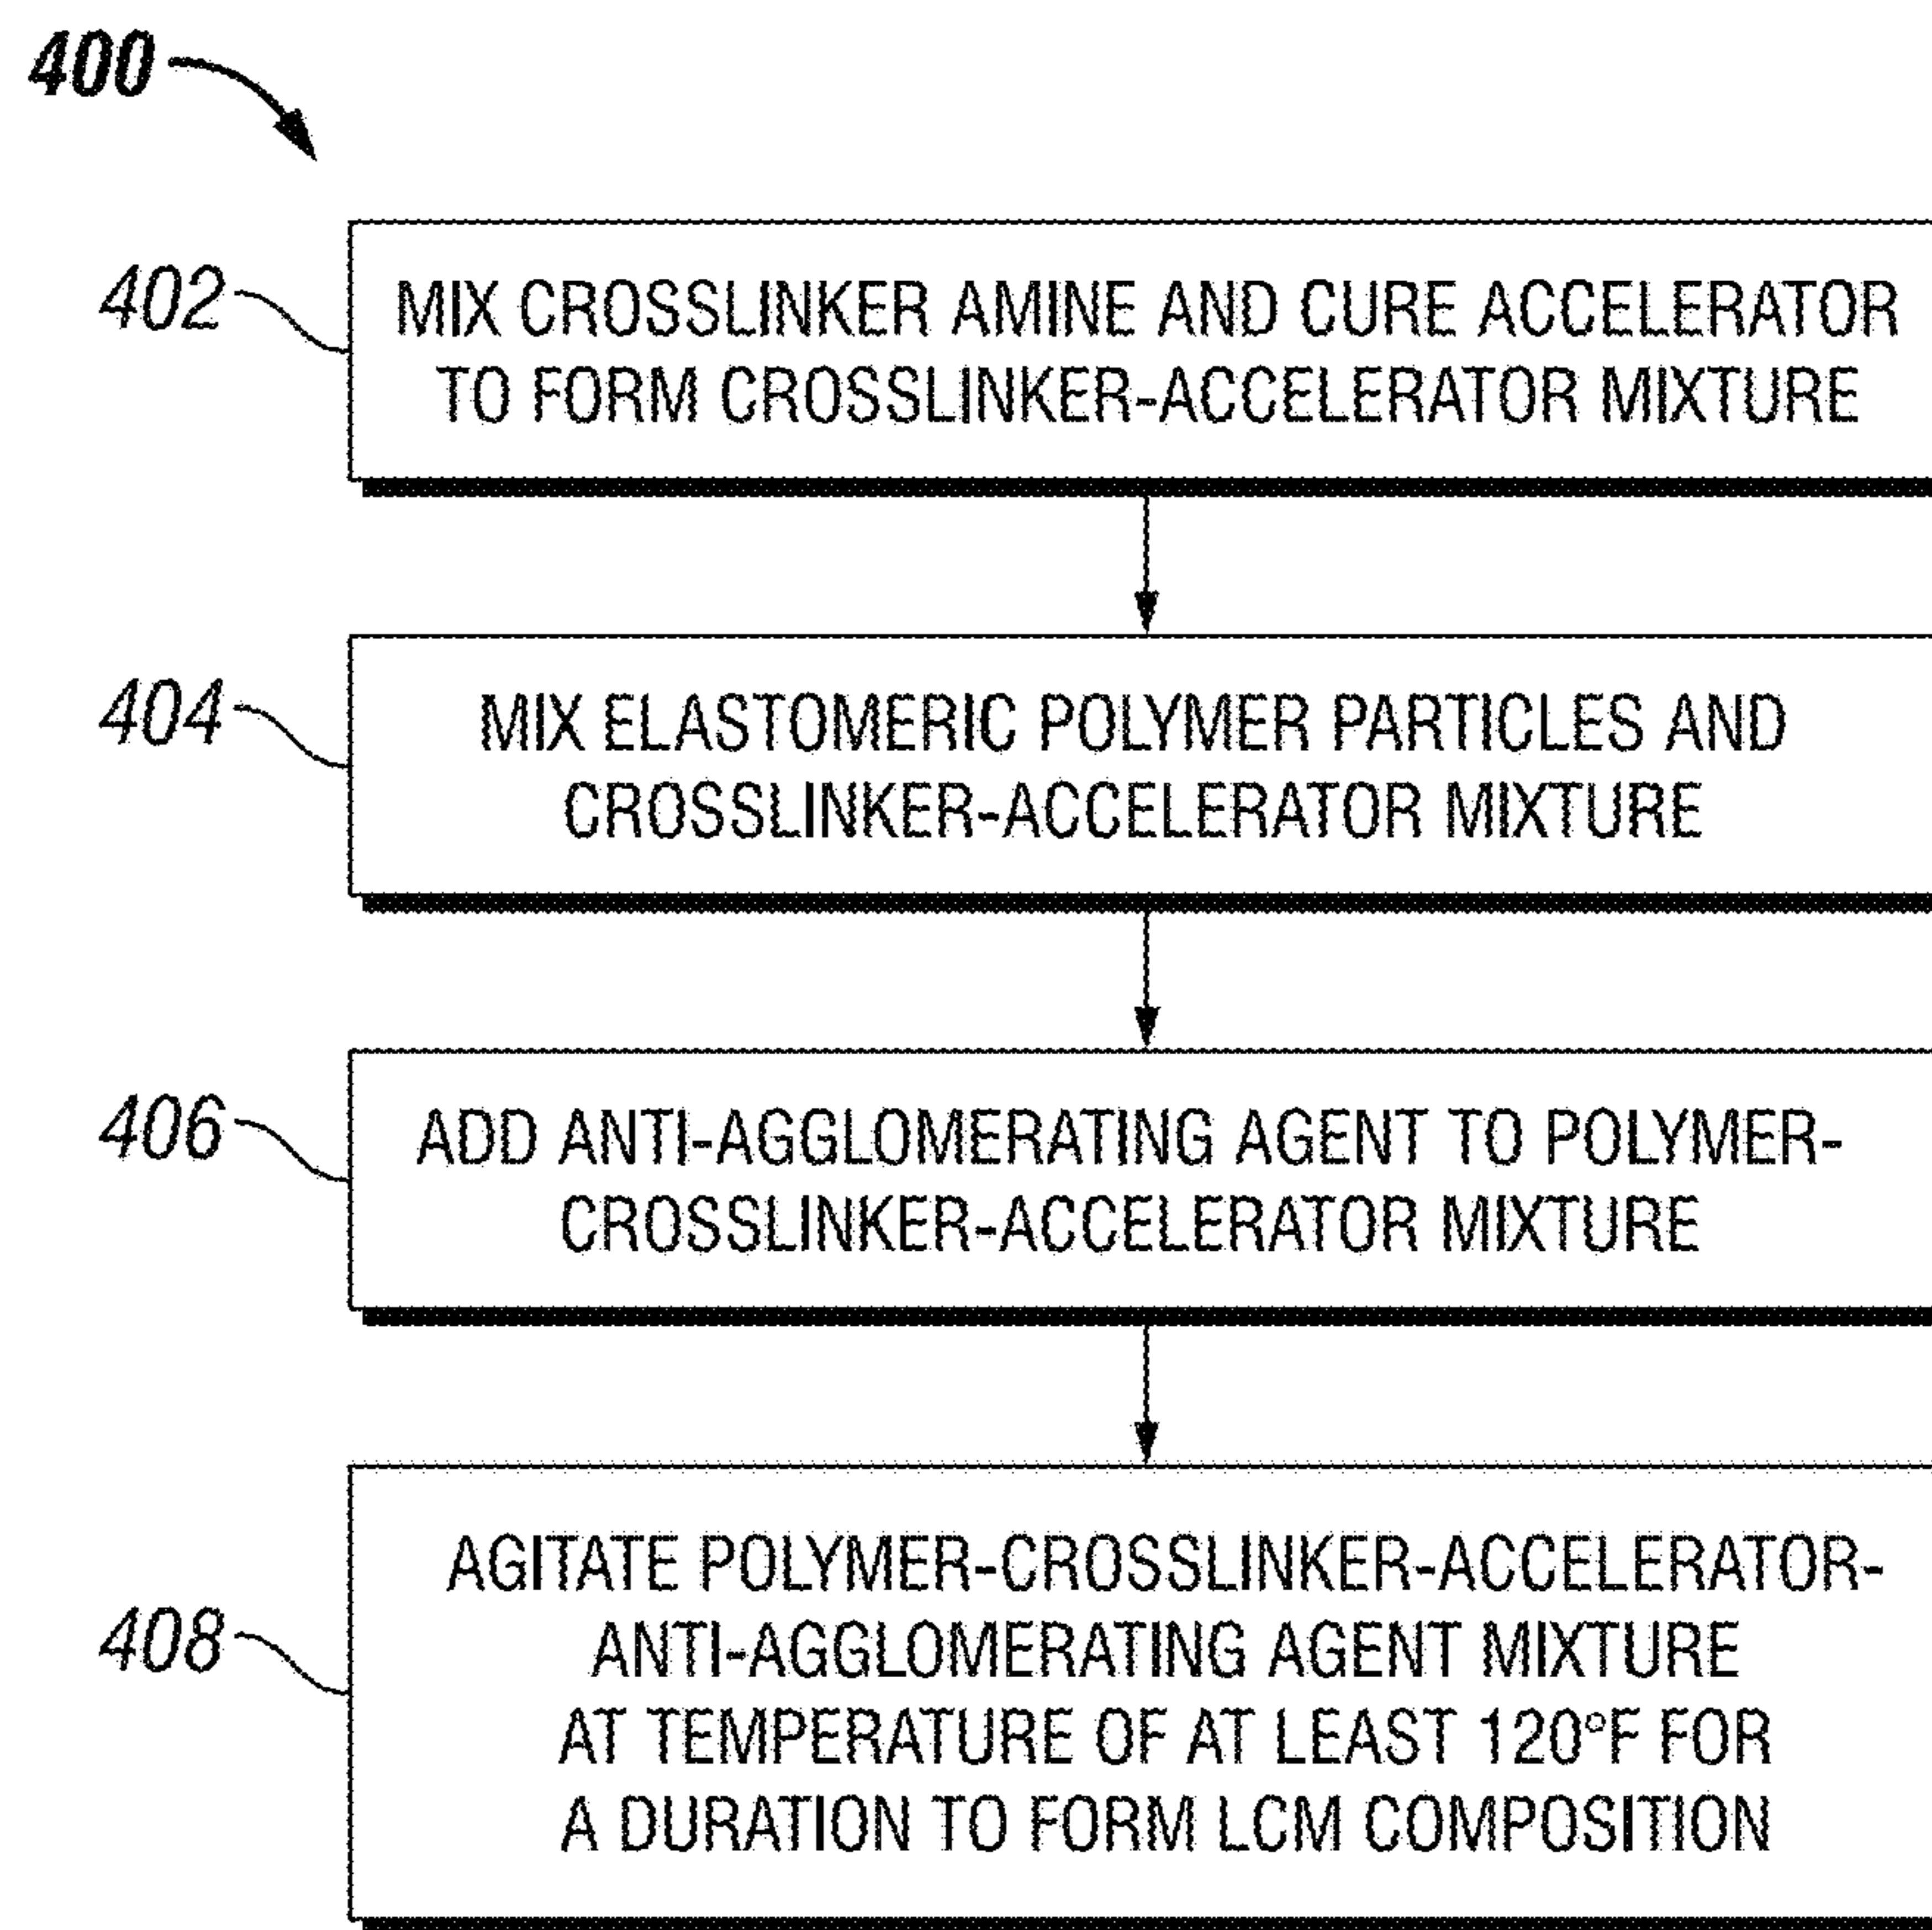 400
402
MIX CROSSLINKER AMINE AND CURE ACCELERATOR
TO FORM CROSSLINKER-ACCELERATOR MIXTURE
404
MIX ELASTOMERIC POLYMER PARTICLES AND
CROSSLINKER-ACCELERATOR MIXTURE
406
ADD ANTI-AGGLOMERATING AGENT TO POLYMER-
CROSSLINKER-ACCELERATOR MIXTURE
408
AGITATE POLYMER-CROSSLINKER-ACCELERATOR-
ANTI-AGGLOMERATING AGENT MIXTURE
AT TEMPERATURE OF AT LEAST 120°F FOR
A DURATION TO FORM LCM COMPOSITION